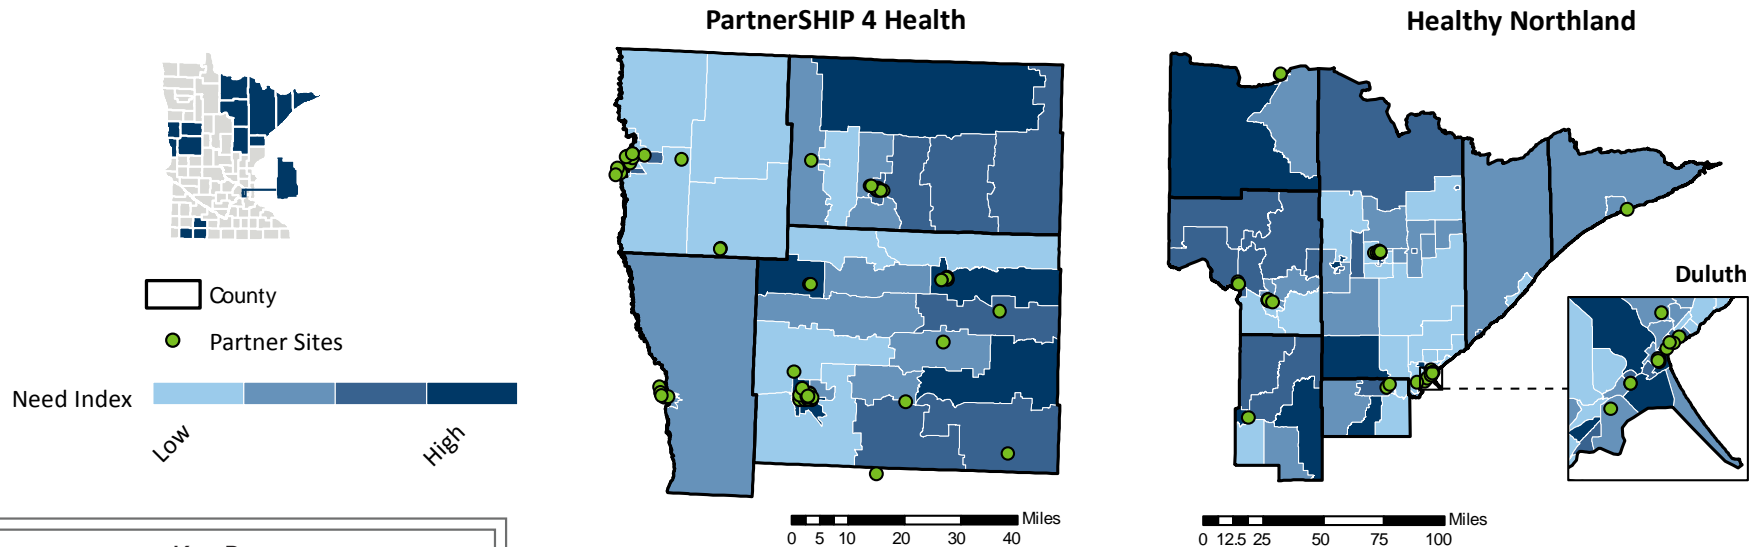 PartnerSHIP 4 Health
Healthy Northland
County
Partner Sites
Need Index
Low
High
Duluth
Miles
0 5 10 20 30 40
Miles
0 12.5 25 50 75 100